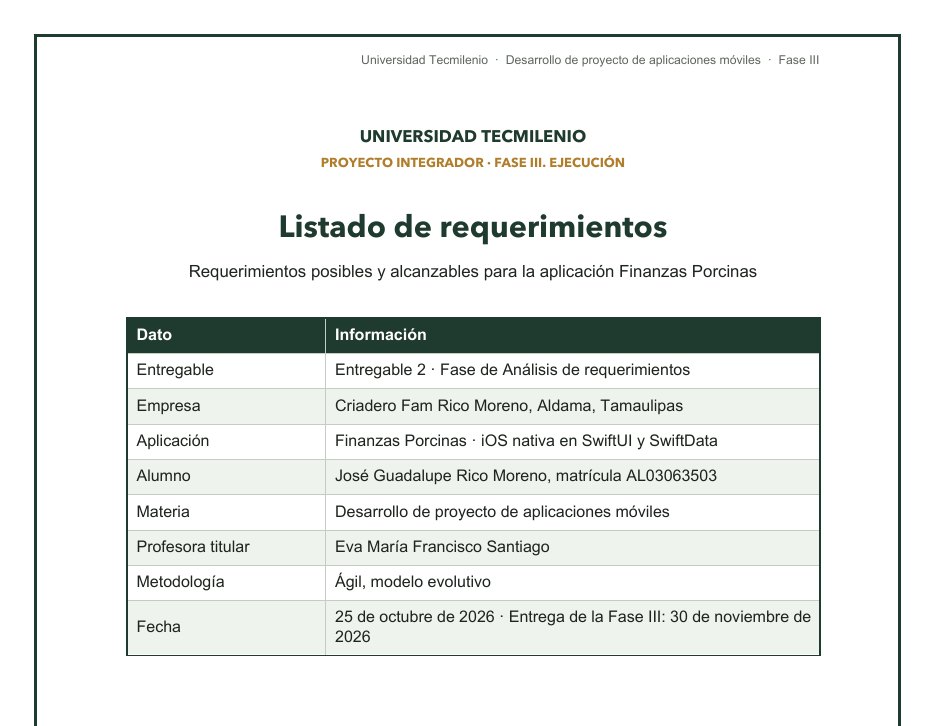 Universidad Tecmilenio · Desarrollo de proyecto de aplicaciones móviles · Fase III
UNIVERSIDAD TECMILENIO
PROYECTO INTEGRADOR · FASE III. EJECUCIÓN
Listado de requerimientos
Requerimientos posibles y alcanzables para la aplicación Finanzas Porcinas
Dato Información
Entregable Entregable 2 · Fase de Análisis de requerimientos
Empresa Criadero Fam Rico Moreno, Aldama, Tamaulipas
Aplicación Finanzas Porcinas · iOS nativa en SwiftUI y SwiftData
Alumno José Guadalupe Rico Moreno, matrícula AL03063503
Materia Desarrollo de proyecto de aplicaciones móviles
Profesora titular Eva María Francisco Santiago
Metodología Ágil, modelo evolutivo
Fecha 25 de octubre de 2026 · Entrega de la Fase III: 30 de noviembre de
2026